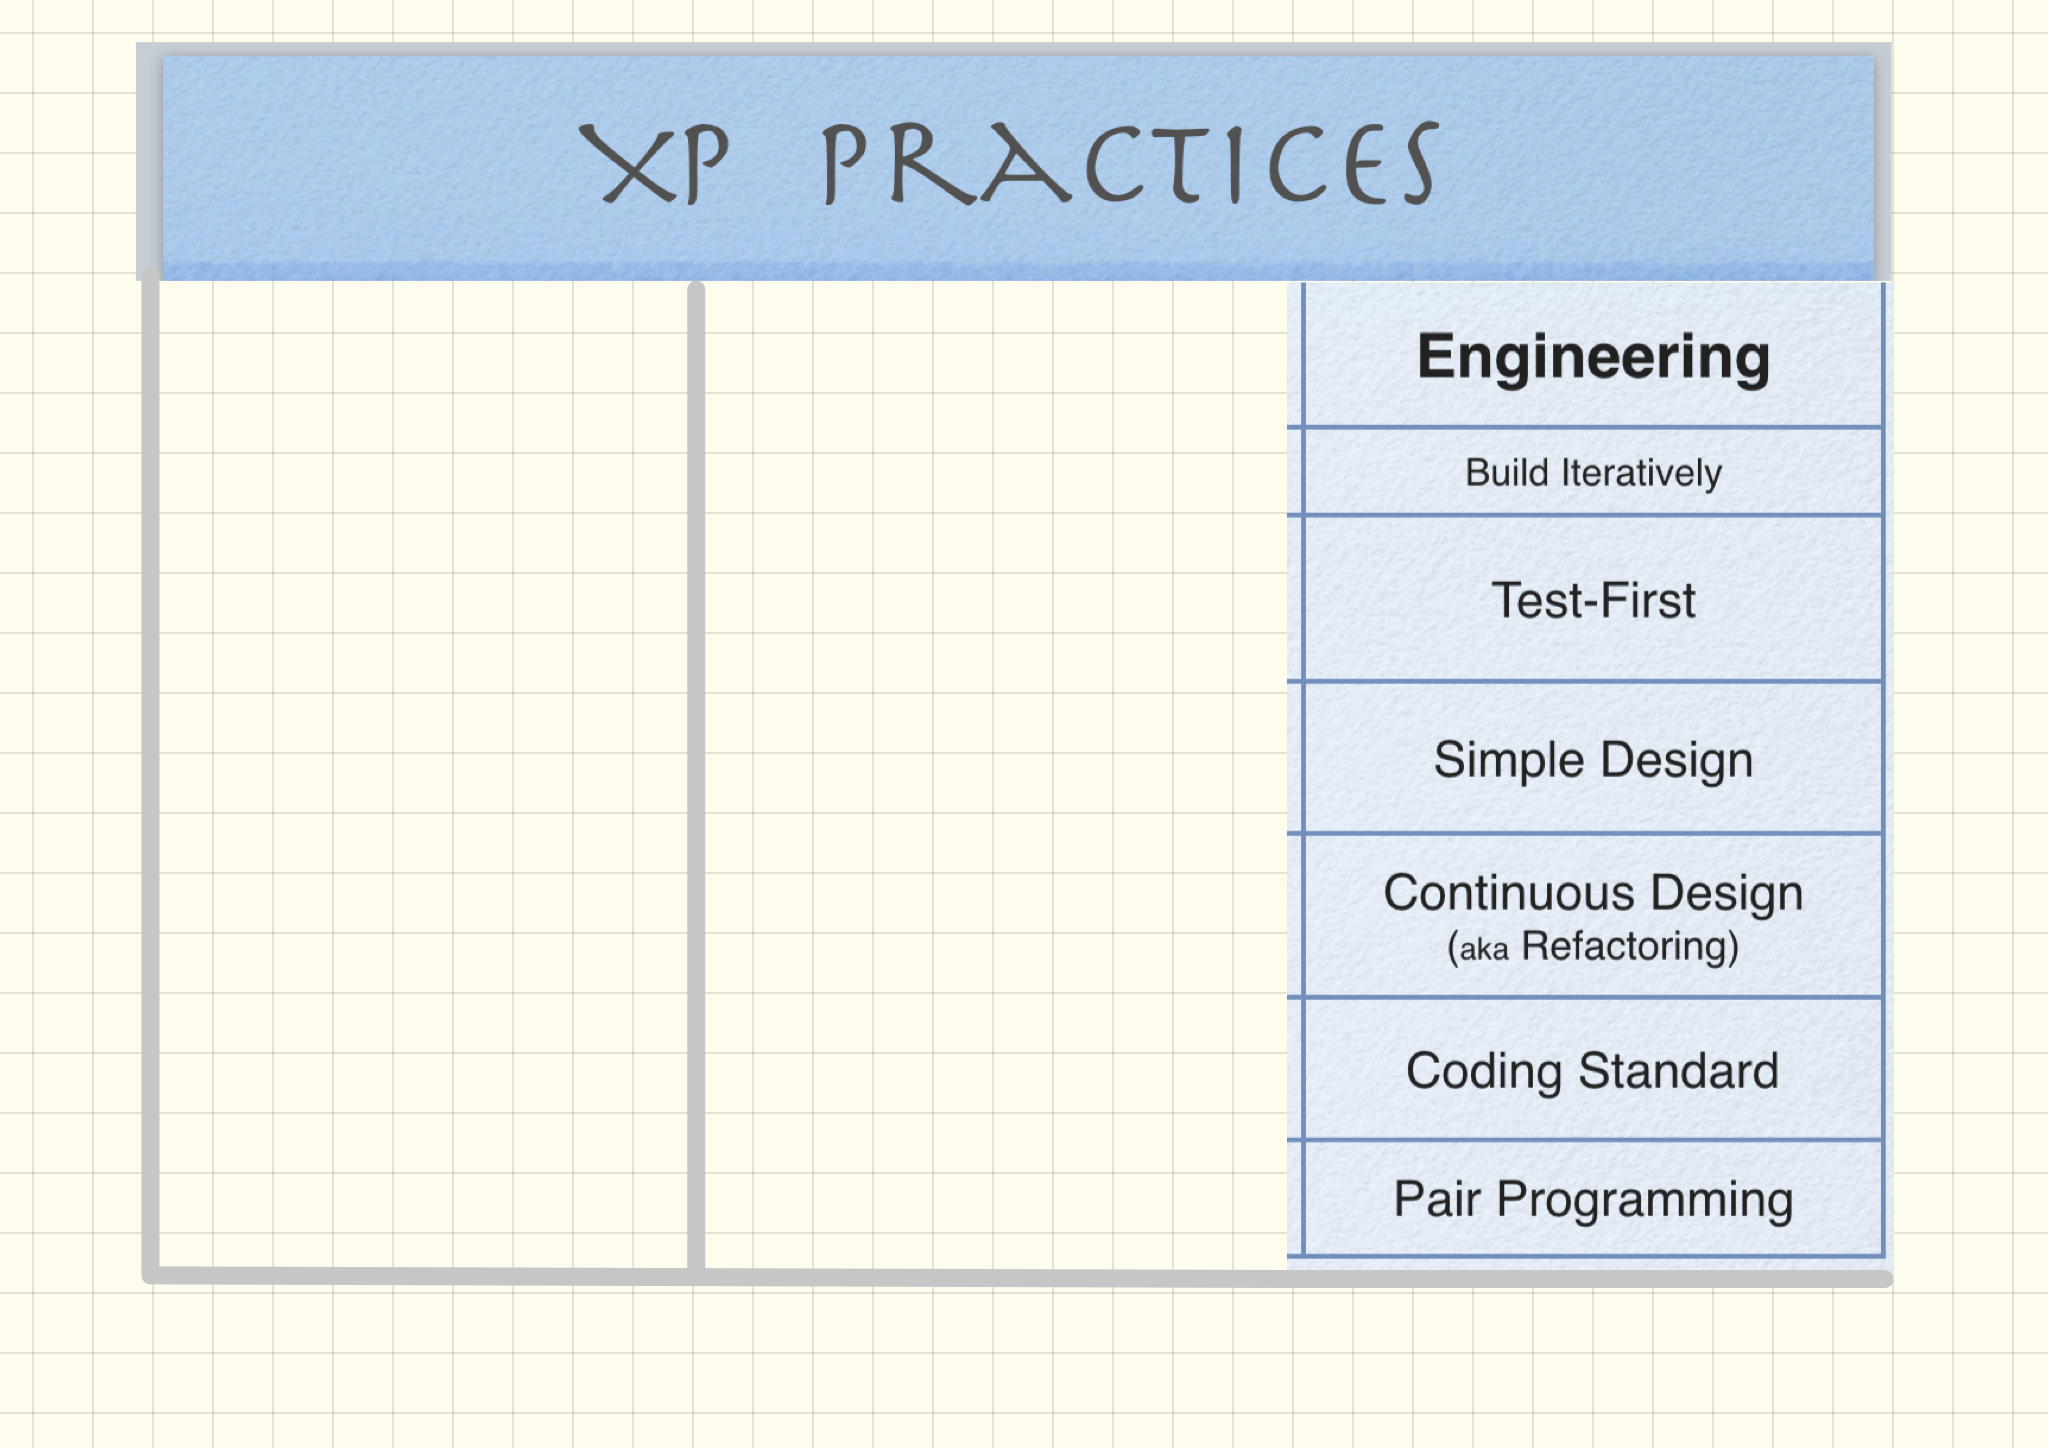 XP PRACTICES
Engineering
Build Iteratively
Test-First
Simple Design
Continuous Design
(aka Refactoring)
Coding Standard
Pair Programming